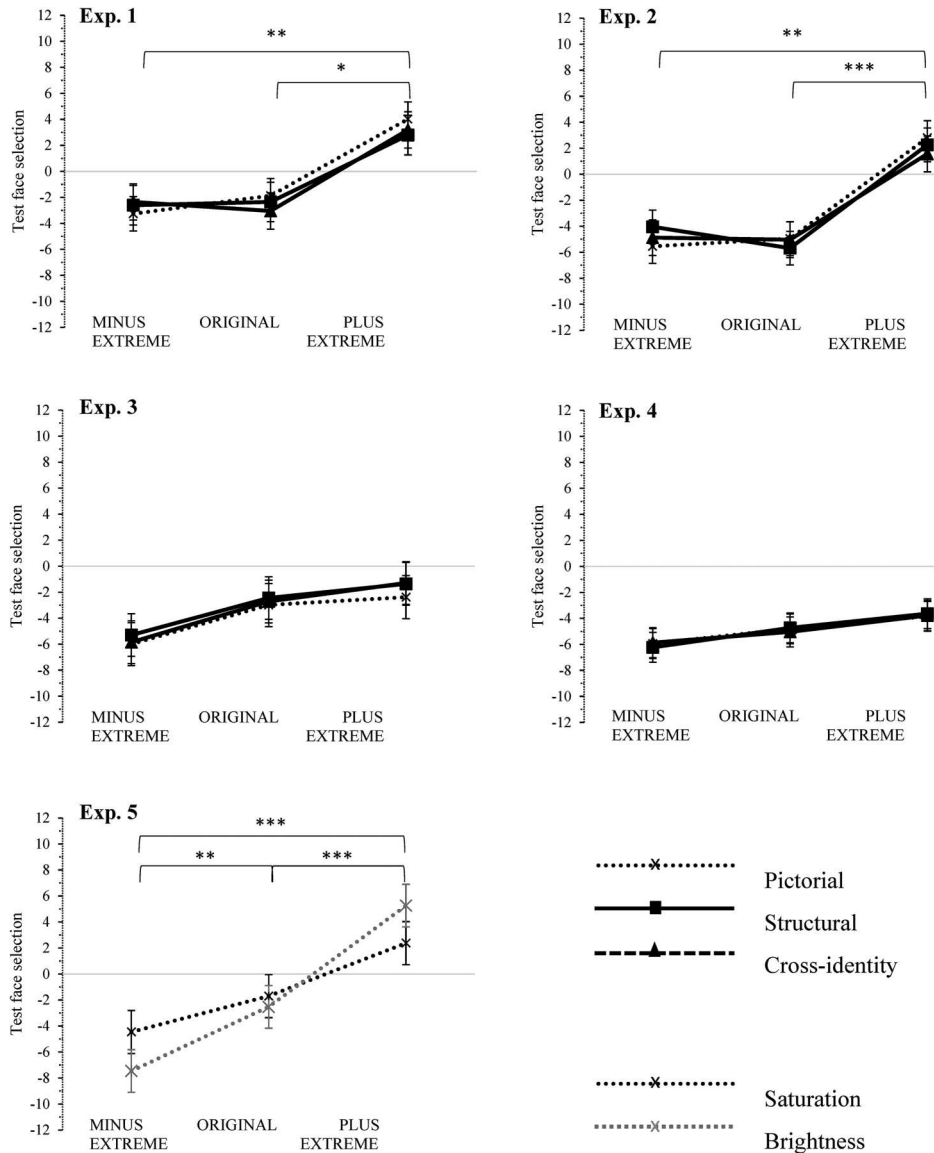 Exp. 1
**
*
Test face selection
12
10
8
6
4
2
0
-2
-4
-6
-8
-10
-12
MINUS EXTREME
ORIGINAL
PLUS EXTREME
Exp. 2
**
***
Test face selection
12
10
8
6
4
2
0
-2
-4
-6
-8
-10
-12
MINUS EXTREME
ORIGINAL
PLUS EXTREME
Exp. 3
Test face selection
12
10
8
6
4
2
0
-2
-4
-6
-8
-10
-12
MINUS EXTREME
ORIGINAL
PLUS EXTREME
Exp. 4
Test face selection
12
10
8
6
4
2
0
-2
-4
-6
-8
-10
-12
MINUS EXTREME
ORIGINAL
PLUS EXTREME
Exp. 5
***
** ***
Test face selection
12
10
8
6
4
2
0
-2
-4
-6
-8
-10
-12
MINUS EXTREME
ORIGINAL
PLUS EXTREME
Pictorial
Structural
Cross-identity
Saturation
Brightness